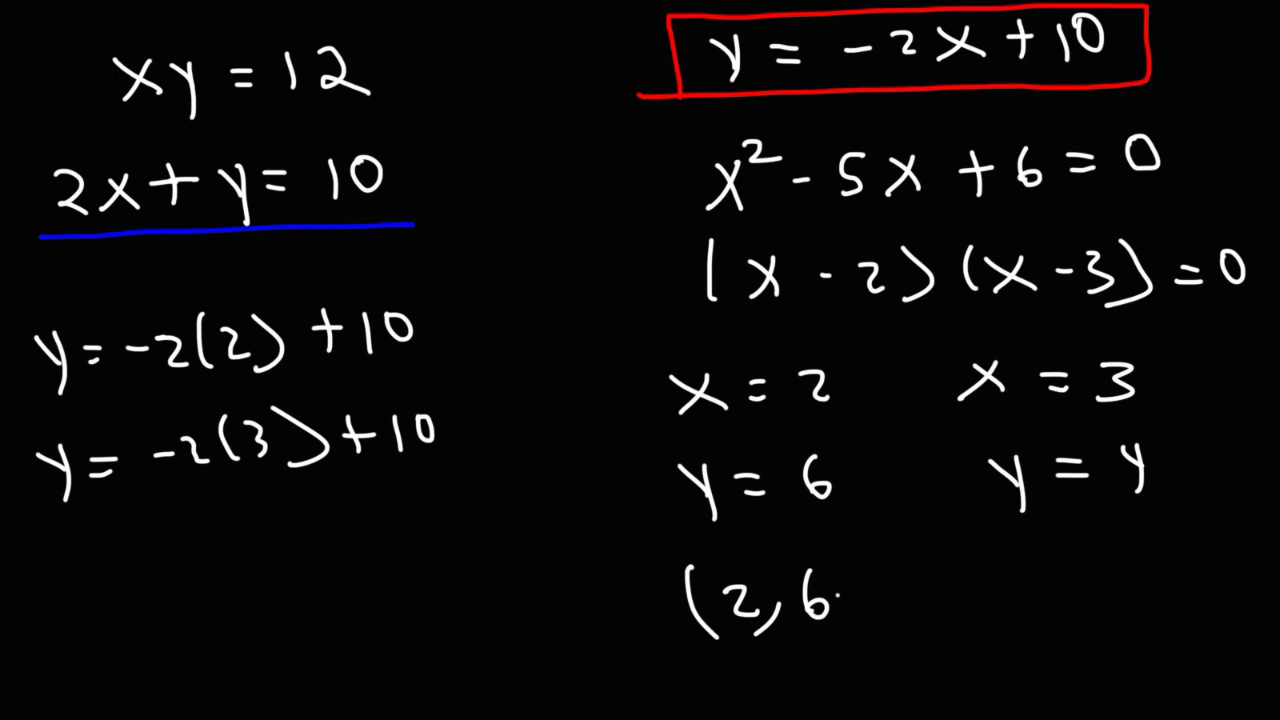 xy = 12
2x + y = 10
y = -2(2) + 10
y = -2(3) + 10
y = -2x + 10
x² - 5x + 6 = 0
(x - 2)(x - 3) = 0
x = 2 x = 3
y = 6 y = 4
(2, 6